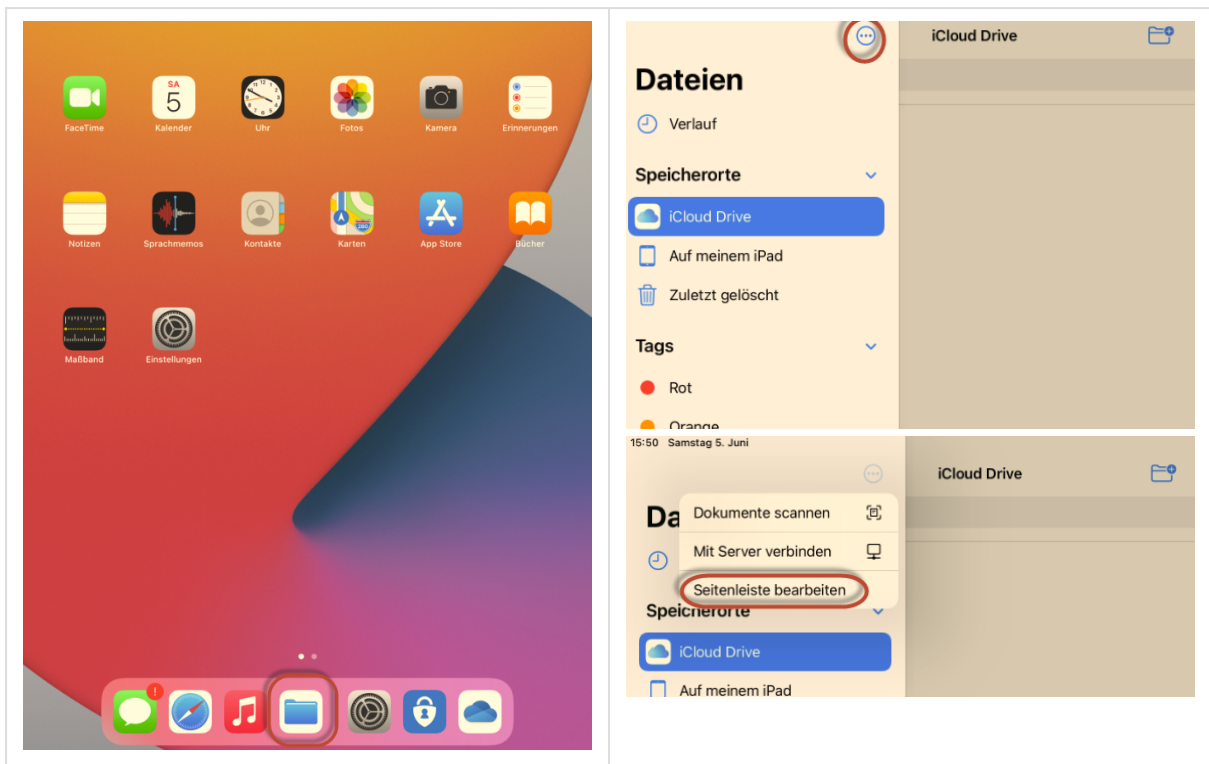 SA
5
FaceTime Kalender Uhr Fotos Kamera Erinnerungen
Notizen Sprachmemos Kontakte Karten App Store Bücher
Maßband Einstellungen
iCloud Drive
Dateien
Verlauf
Speicherorte
iCloud Drive
Auf meinem iPad
Zuletzt gelöscht
Tags
Rot
Orange
15:50 Samstag 5. Juni
iCloud Drive
Da
Dokumente scannen
Mit Server verbinden
Seitenleiste bearbeiten
Speicherorte
iCloud Drive
Auf meinem iPad